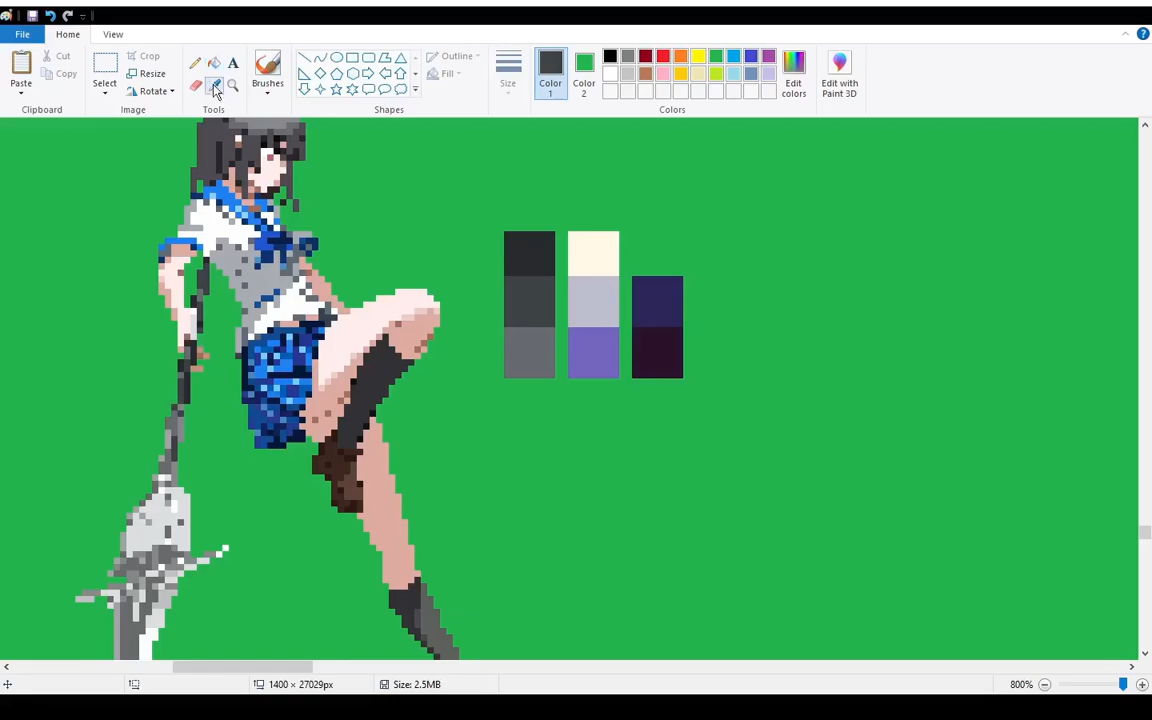 File Home View
Cut
Copy
Paste
Clipboard
Select
Crop
Resize
Rotate
Image
A
Tools
Brushes
Outline
Fill
Shapes
Size
Color 1
Color 2
Edit colors
Colors
Edit with Paint 3D
1400 × 27029px
Size: 2.5MB
800%